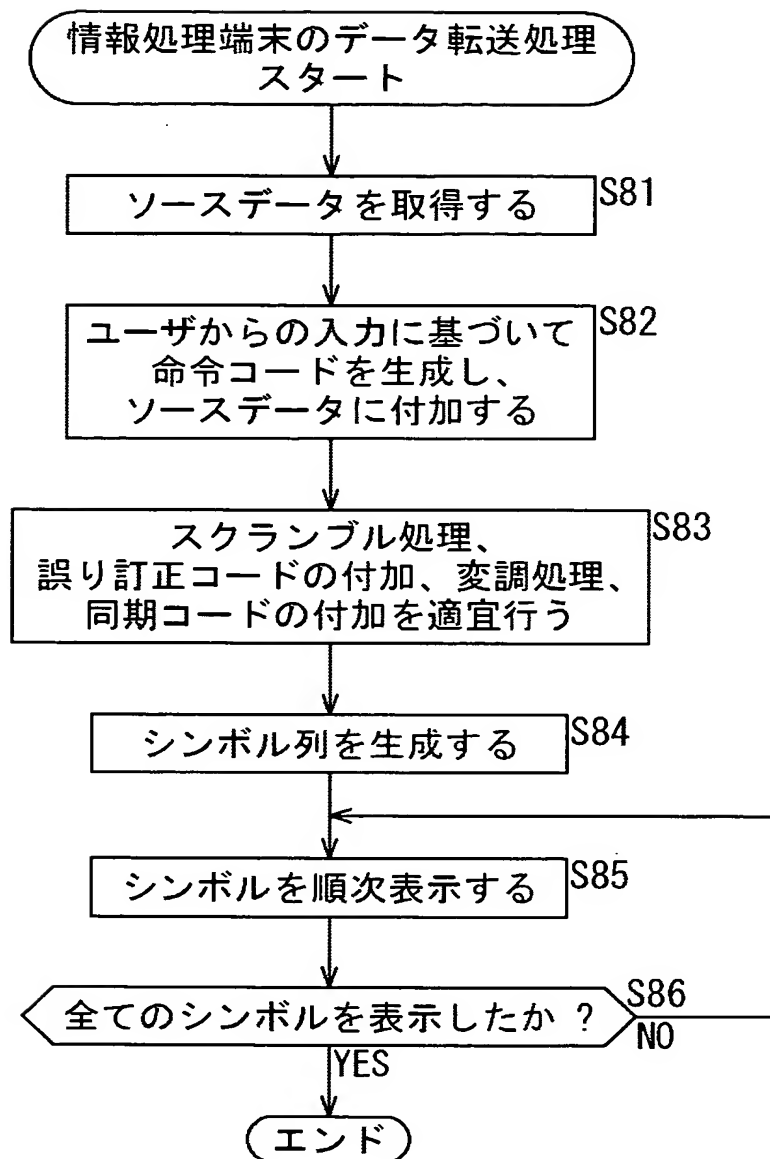 情報処理端末のデータ転送処理
スタート
ソースデータを取得する
S81
ユーザからの入力に基づいて
命令コードを生成し、
ソースデータに付加する
S82
スクランブル処理、
誤り訂正コードの付加、変調処理、
同期コードの付加を適宜行う
S83
シンボル列を生成する
S84
シンボルを順次表示する
S85
全てのシンボルを表示したか ?
S86
NO
YES
エンド